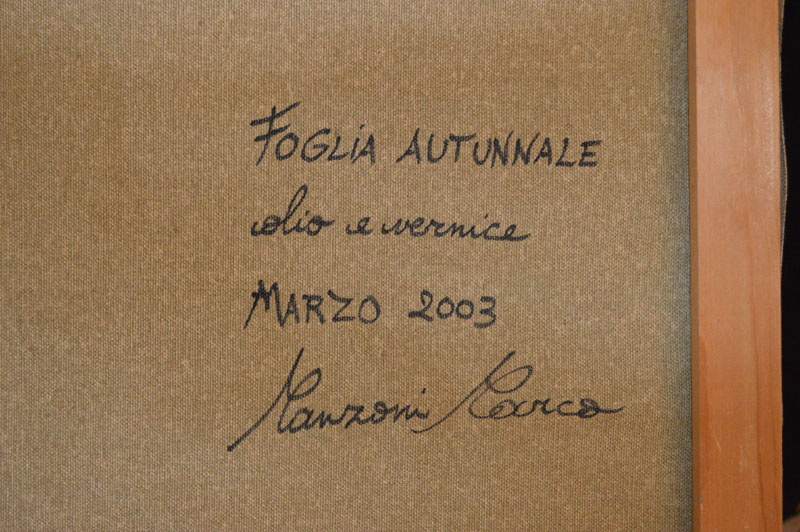 FOGLIA AUTUNNALE
olio e vernice
MARZO 2003
Manzoni Marco